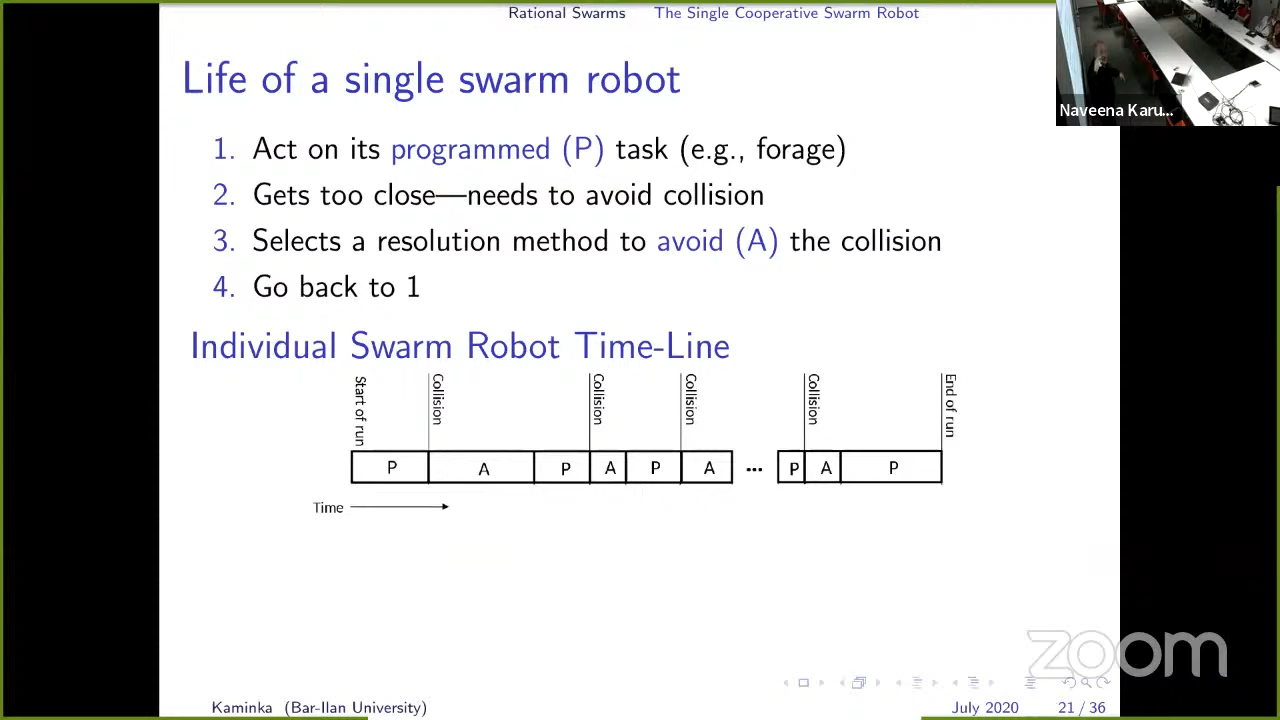 Rational Swarms The Single Cooperative Swarm Robot
Naveena Karu...
Life of a single swarm robot
1. Act on its programmed (P) task (e.g., forage)
2. Gets too close—needs to avoid collision
3. Selects a resolution method to avoid (A) the collision
4. Go back to 1
Individual Swarm Robot Time-Line
Start of run
Collision
Collision
Collision
Collision
End of run
P A P A P A ... P A P
Time
zoom
Kaminka (Bar-Ilan University) July 2020 21 / 36